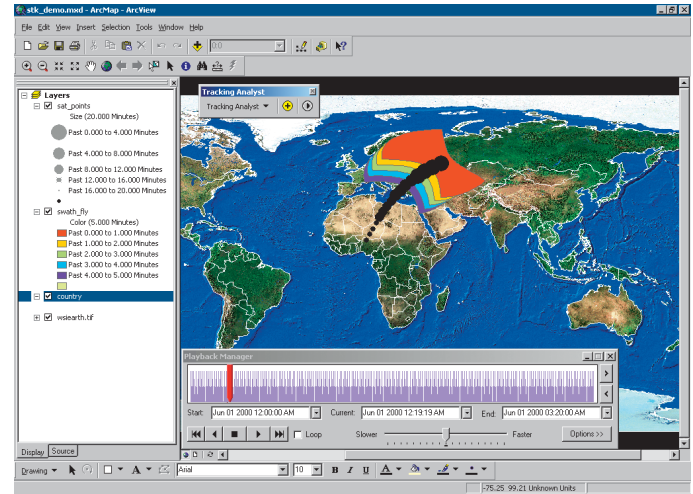 stk_demo.mxd - ArcMap - ArcView
File Edit View Insert Selection Tools Window Help
0:0
Layers
sat_points
Size (20.000 Minutes)
Past 0.000 to 4.000 Minutes
Past 4.000 to 8.000 Minutes
Past 8.000 to 12.000 Minutes
Past 12.000 to 16.000 Minutes
Past 16.000 to 20.000 Minutes
swath_fly
Color (5.000 Minutes)
Past 0.000 to 1.000 Minutes
Past 1.000 to 2.000 Minutes
Past 2.000 to 3.000 Minutes
Past 3.000 to 4.000 Minutes
Past 4.000 to 5.000 Minutes
country
wsiearth.tif
Display Source
Tracking Analyst
Tracking Analyst
Playback Manager
Start: Jun 01 2000 12:00:00 AM Current: Jun 01 2000 12:19:19 AM End: Jun 01 2000 03:20:00 AM
Loop Slower Faster Options >>
Drawing A Arial 10 B I U A
-75.25 99.21 Unknown Units